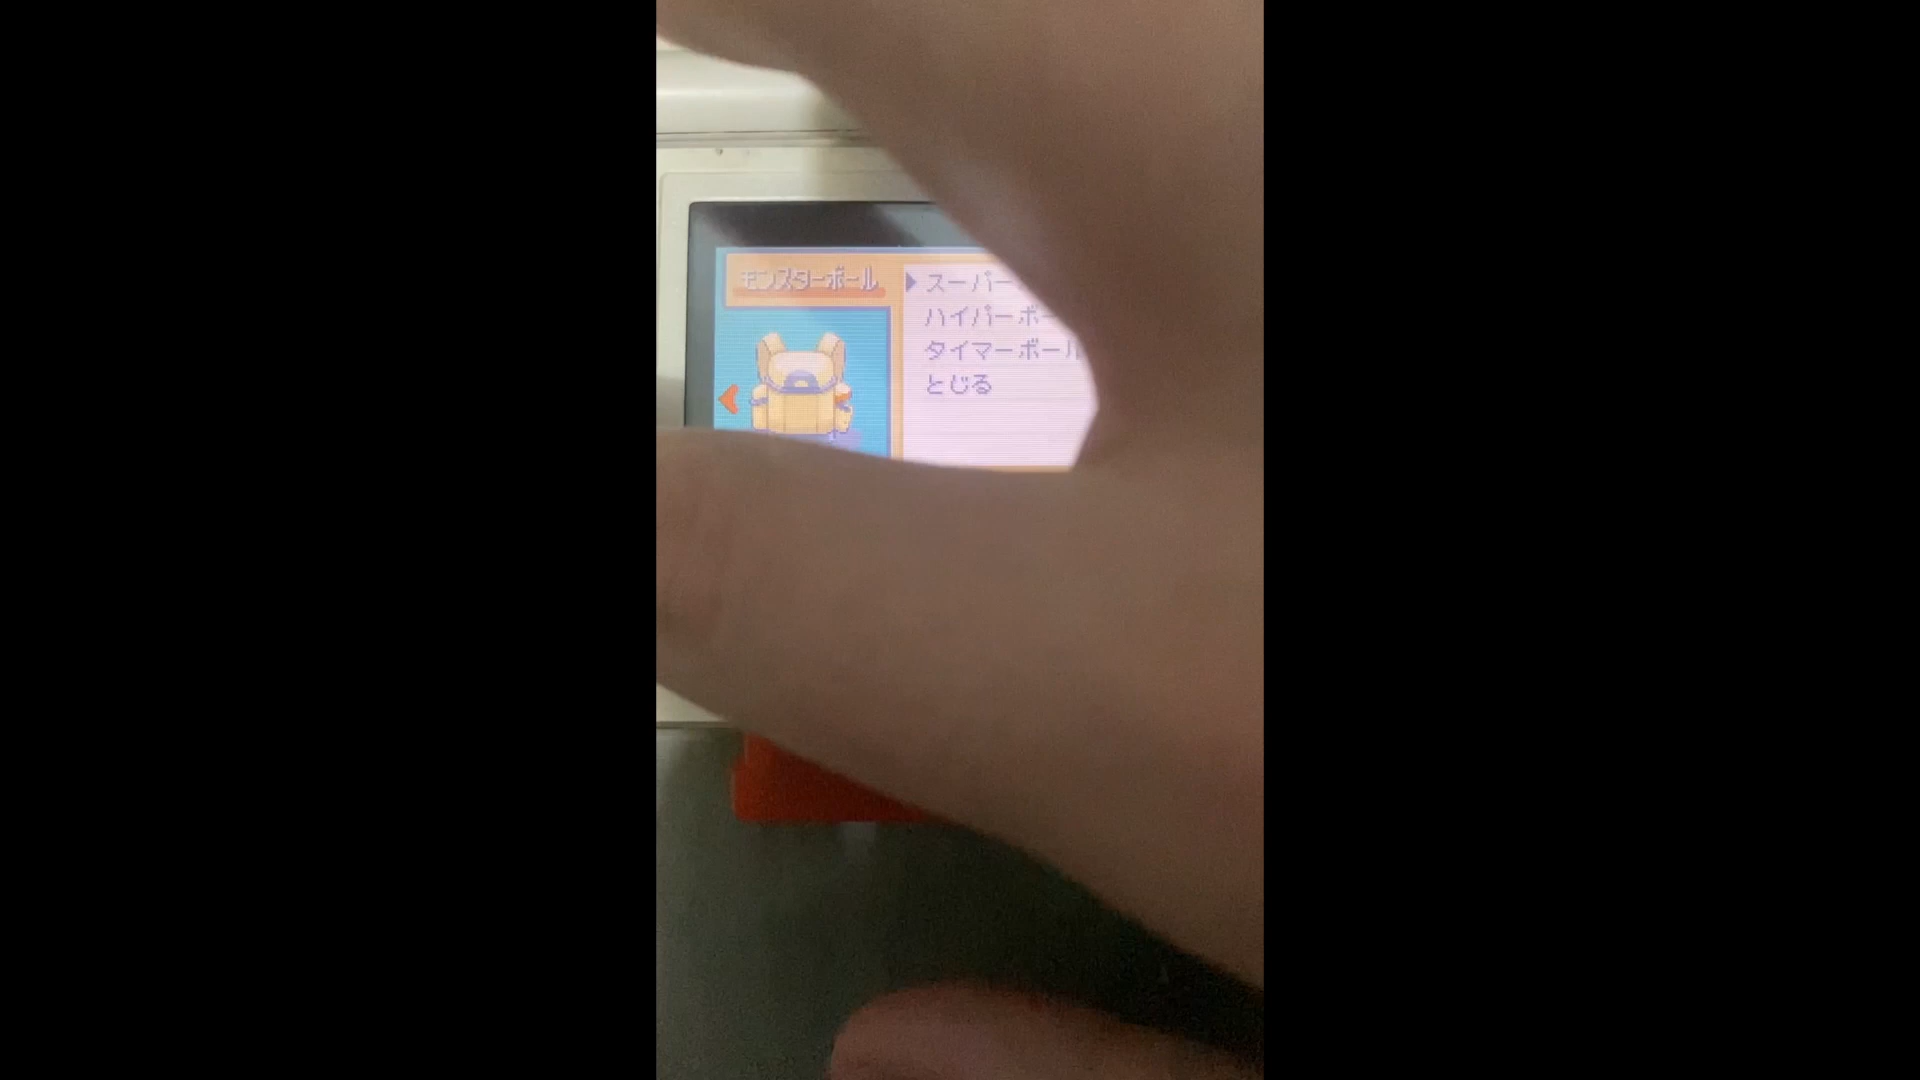 モンスターボール
スーパー
ハイパーボー
タイマーボール
とじる